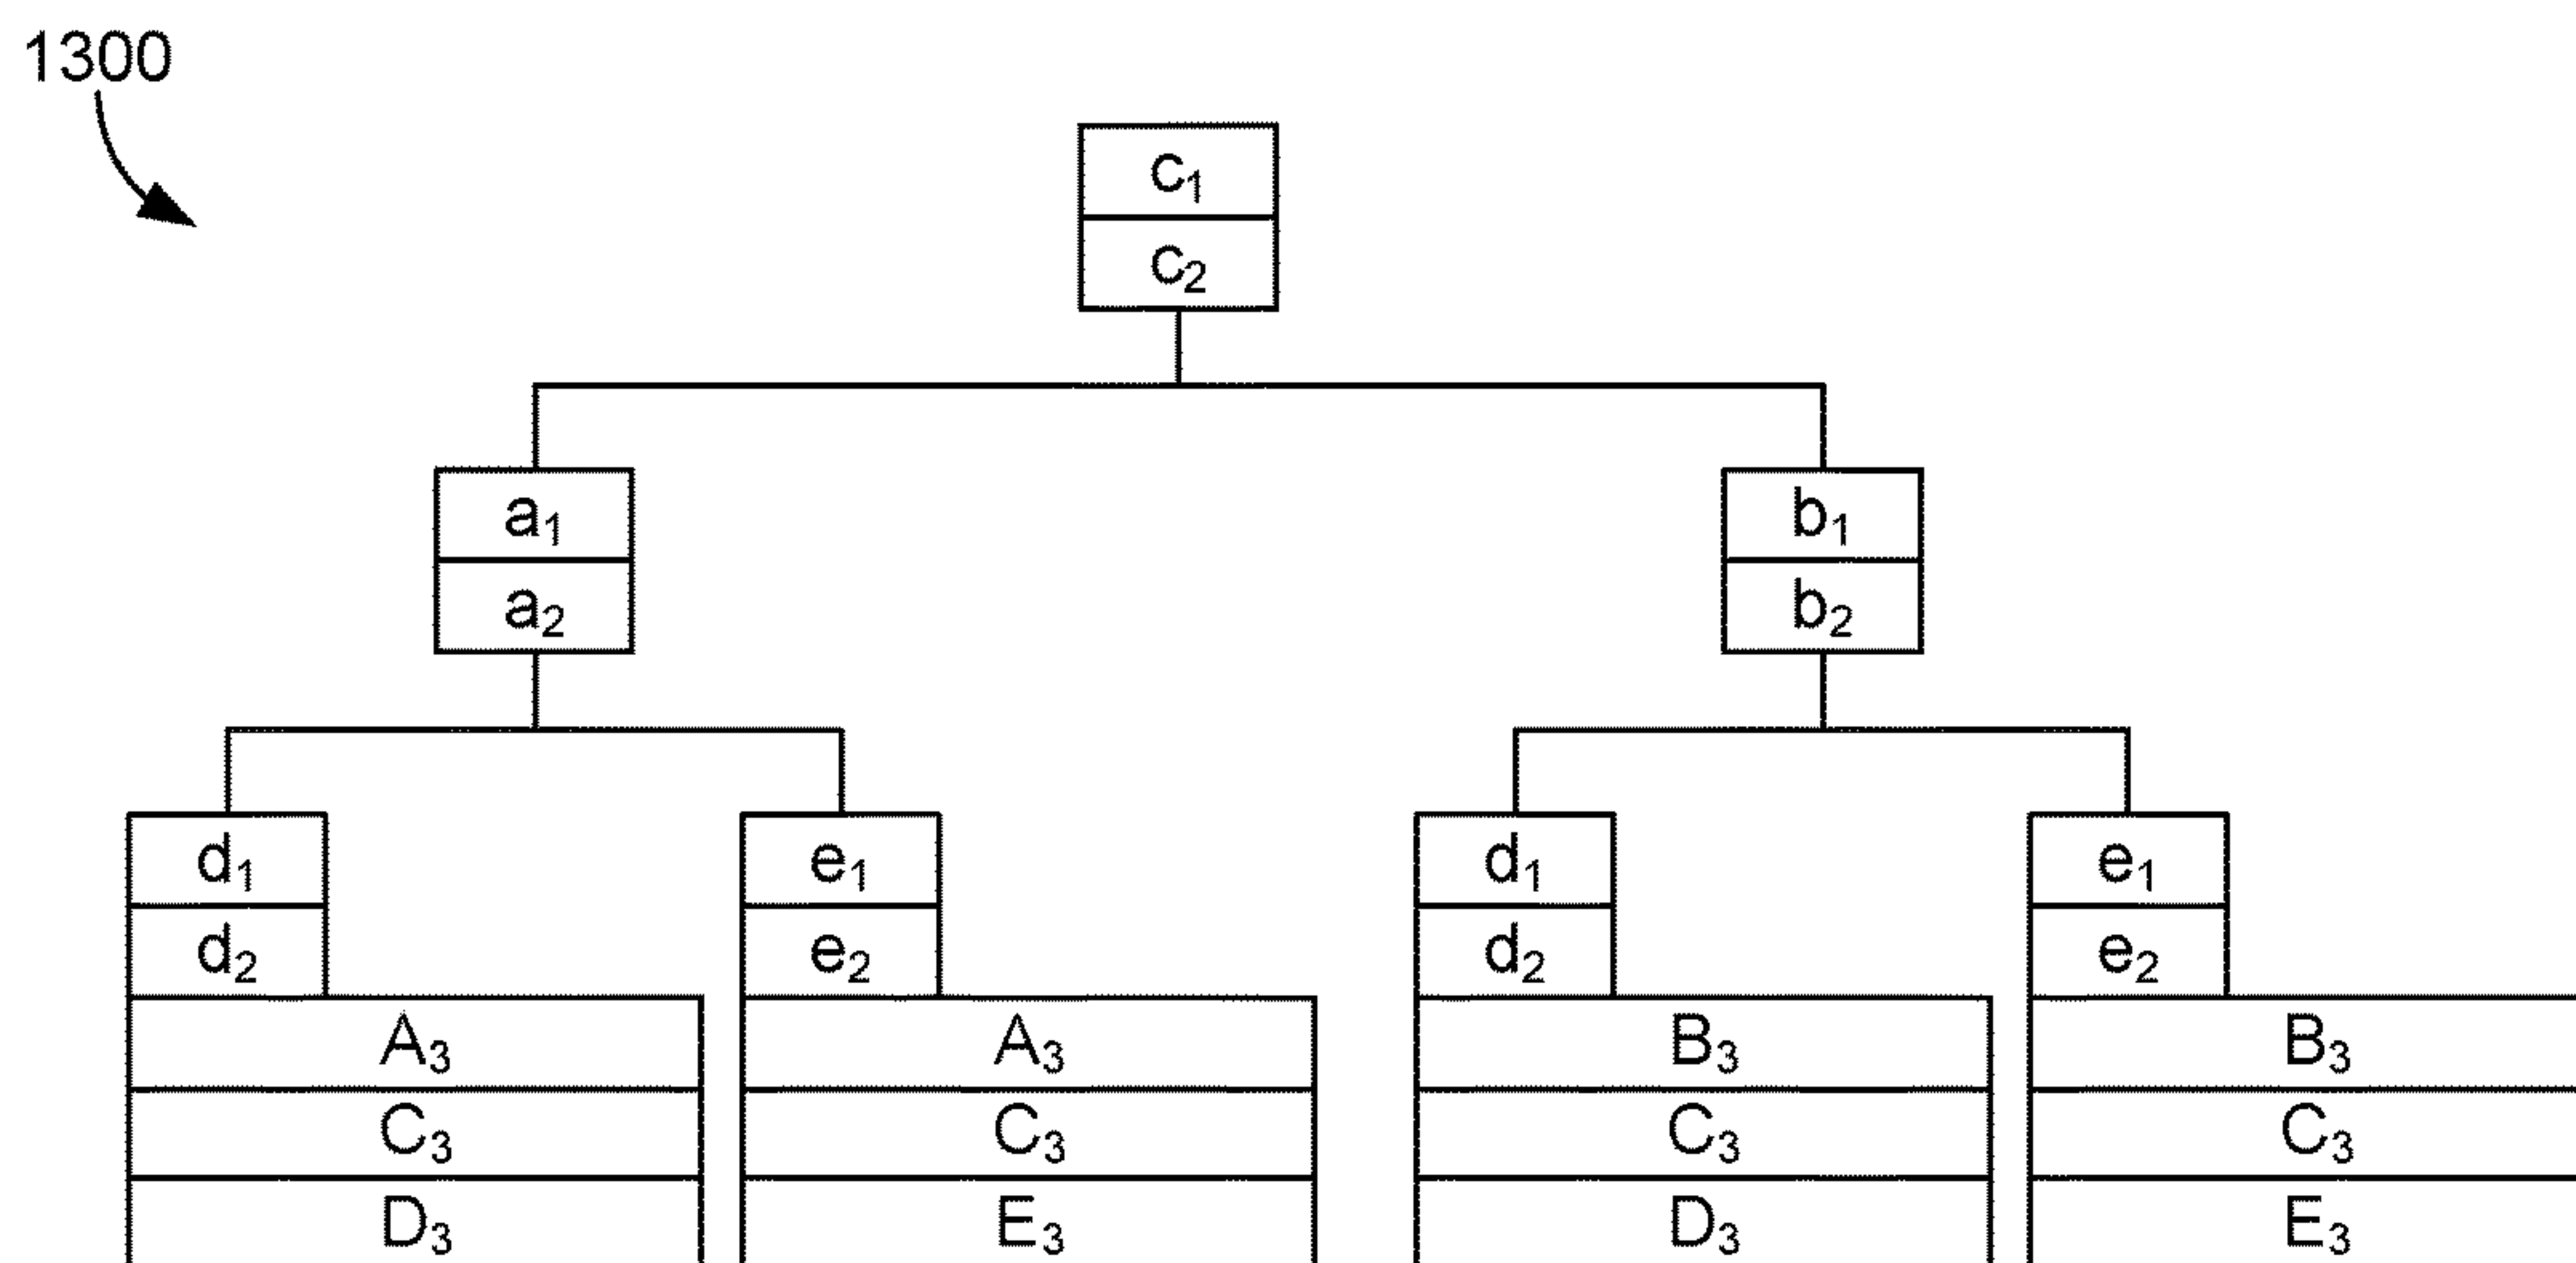 1300
c₁
c₂
a₁ b₁
a₂ b₂
d₁ e₁ d₁ e₁
d₂ e₂ d₂ e₂
A₃ A₃ B₃ B₃
C₃ C₃ C₃ C₃
D₃ E₃ D₃ E₃